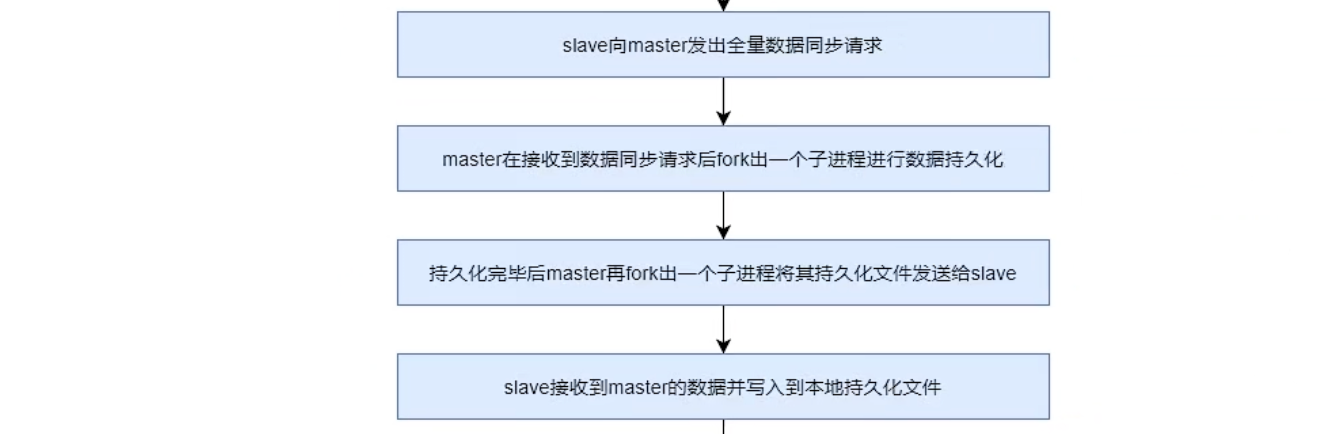 slave向master发出全量数据同步请求
master在接收到数据同步请求后fork出一个子进程进行数据持久化
持久化完毕后master再fork出一个子进程将其持久化文件发送给slave
slave接收到master的数据并写入到本地持久化文件